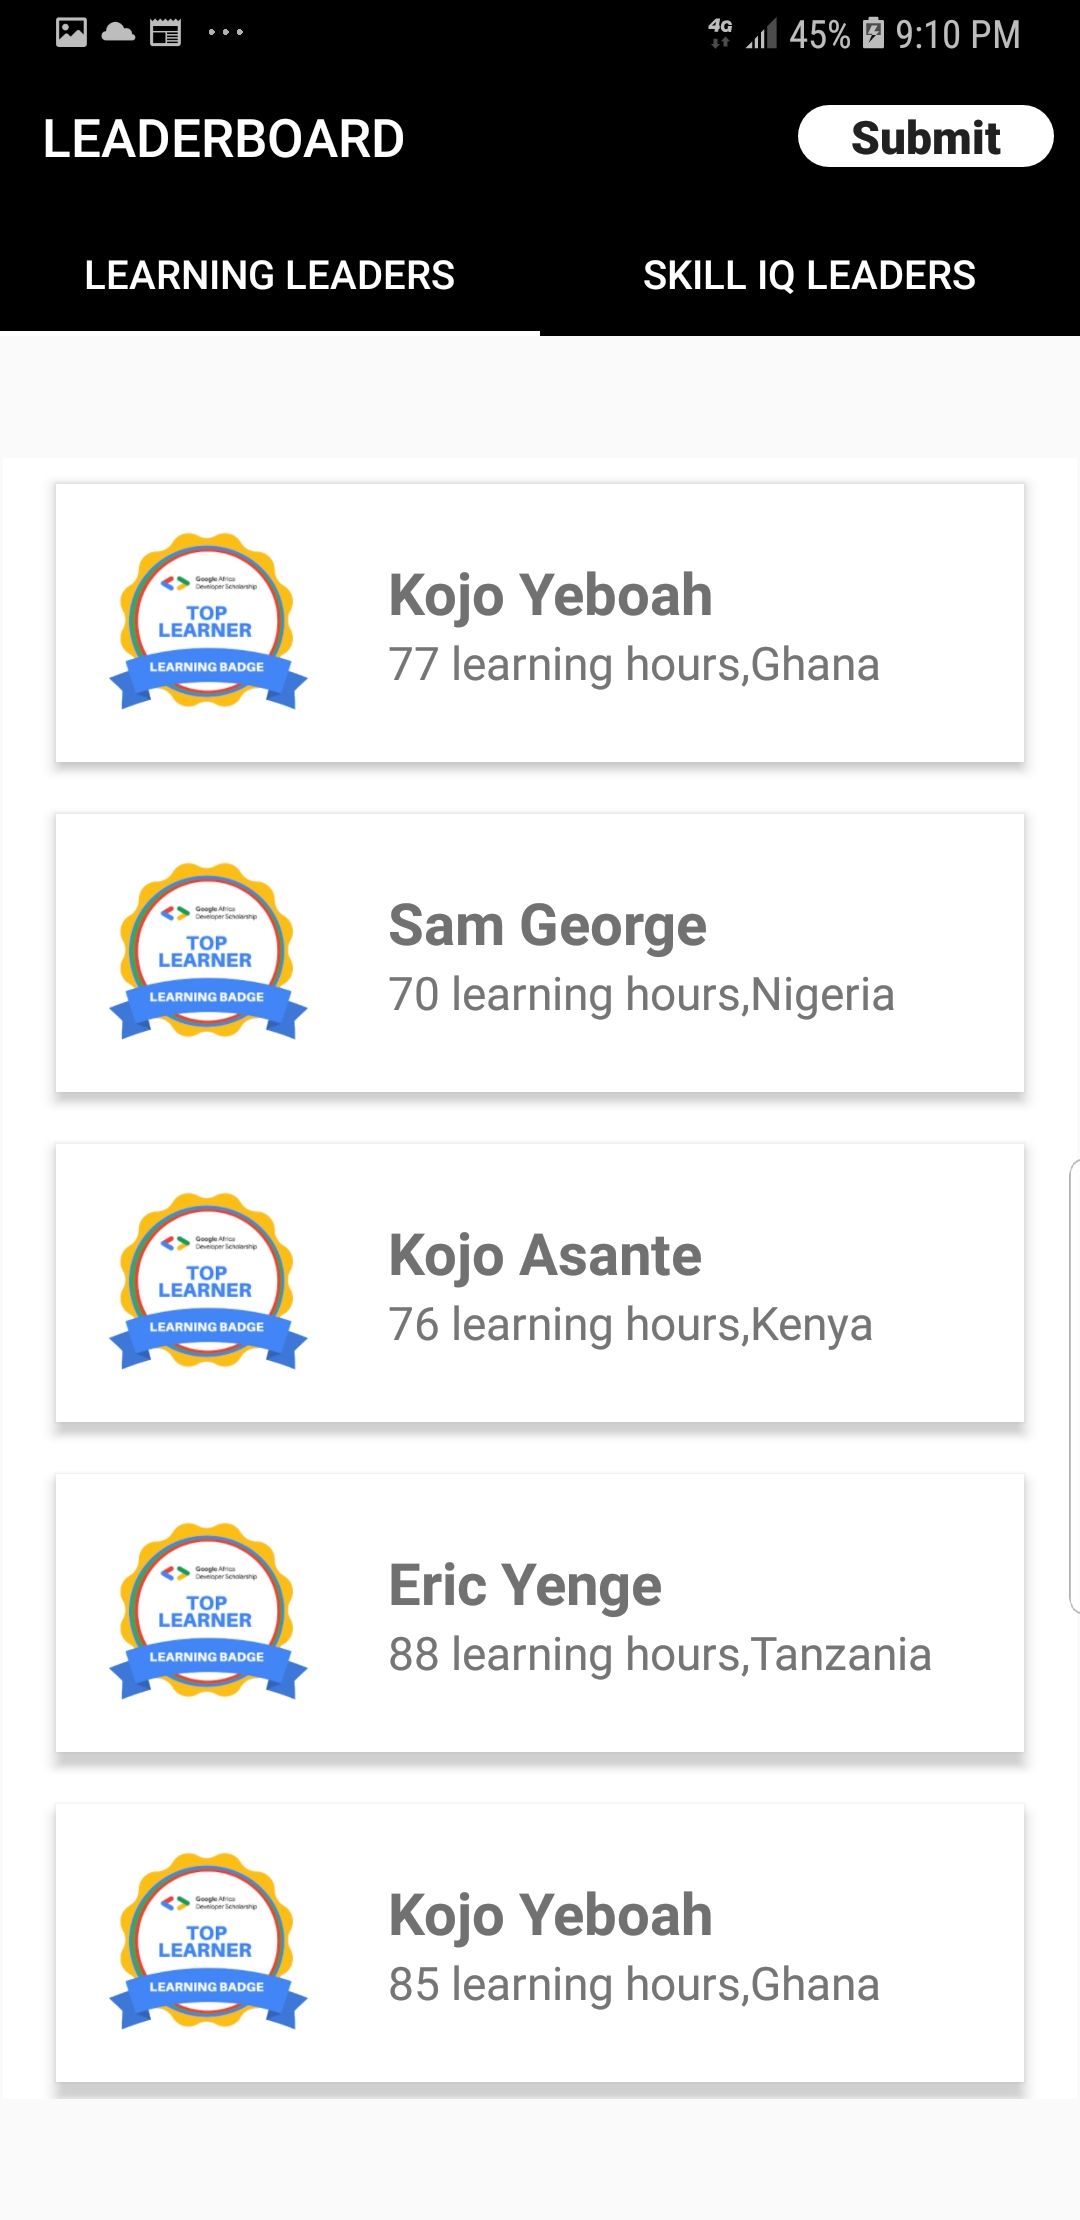 45% 9:10 PM
LEADERBOARD
Submit
LEARNING LEADERS
SKILL IQ LEADERS
Google Africa
Developer Scholarship
TOP
LEARNER
LEARNING BADGE
Kojo Yeboah
77 learning hours,Ghana
Google Africa
Developer Scholarship
TOP
LEARNER
LEARNING BADGE
Sam George
70 learning hours,Nigeria
Google Africa
Developer Scholarship
TOP
LEARNER
LEARNING BADGE
Kojo Asante
76 learning hours,Kenya
Google Africa
Developer Scholarship
TOP
LEARNER
LEARNING BADGE
Eric Yenge
88 learning hours,Tanzania
Google Africa
Developer Scholarship
TOP
LEARNER
LEARNING BADGE
Kojo Yeboah
85 learning hours,Ghana